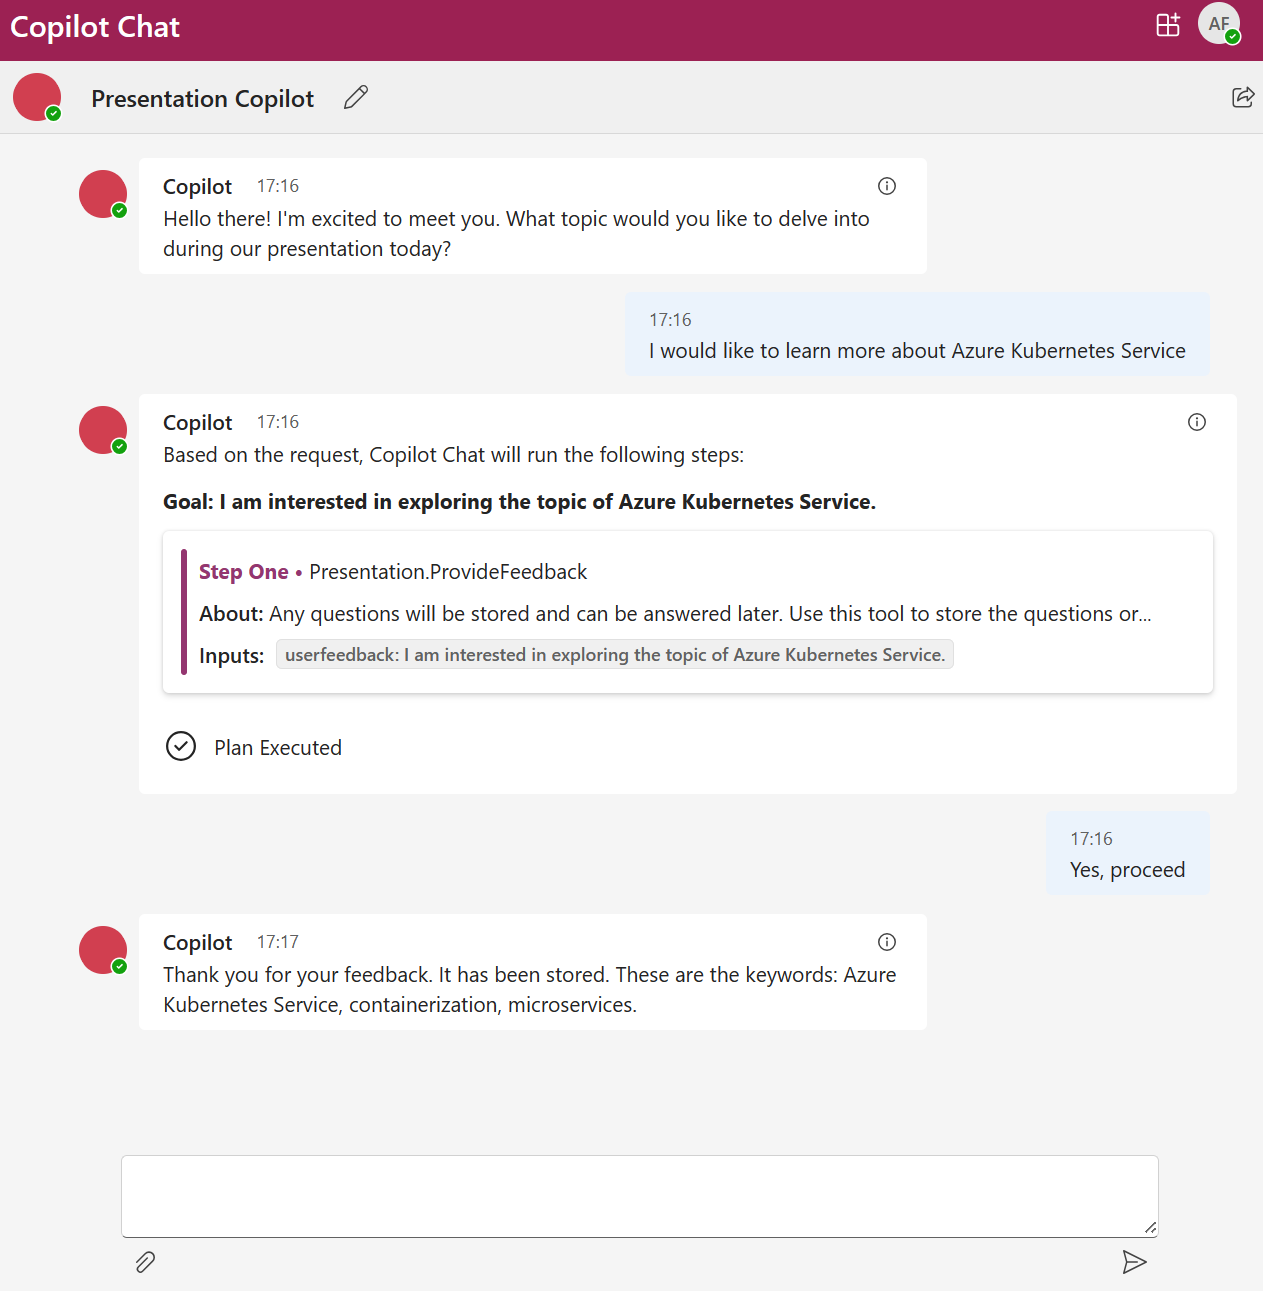 Copilot Chat
AF
Presentation Copilot
Copilot 17:16
Hello there! I'm excited to meet you. What topic would you like to delve into
during our presentation today?
17:16
I would like to learn more about Azure Kubernetes Service
Copilot 17:16
Based on the request, Copilot Chat will run the following steps:
Goal: I am interested in exploring the topic of Azure Kubernetes Service.
Step One • Presentation.ProvideFeedback
About: Any questions will be stored and can be answered later. Use this tool to store the questions or...
Inputs: userfeedback: I am interested in exploring the topic of Azure Kubernetes Service.
Plan Executed
17:16
Yes, proceed
Copilot 17:17
Thank you for your feedback. It has been stored. These are the keywords: Azure
Kubernetes Service, containerization, microservices.